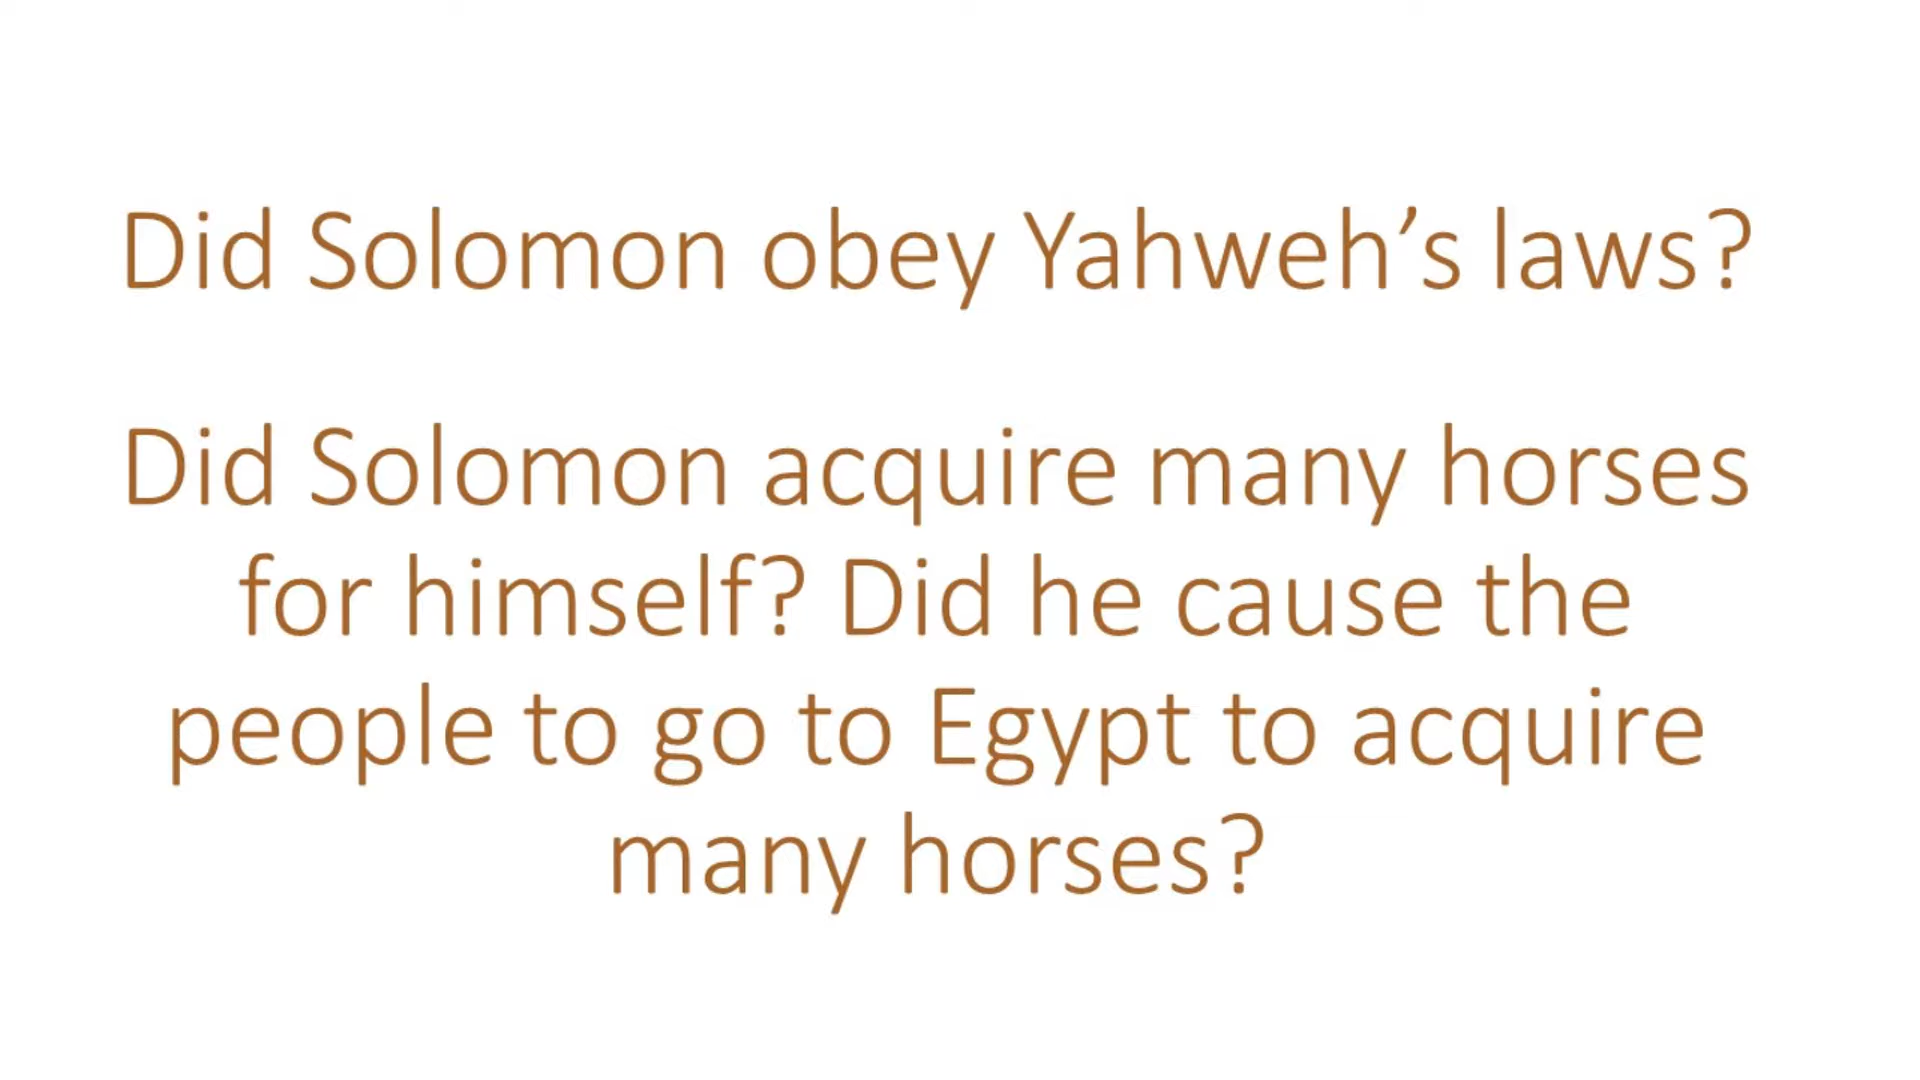 Did Solomon obey Yahweh’s laws?
Did Solomon acquire many horses
for himself? Did he cause the
people to go to Egypt to acquire
many horses?